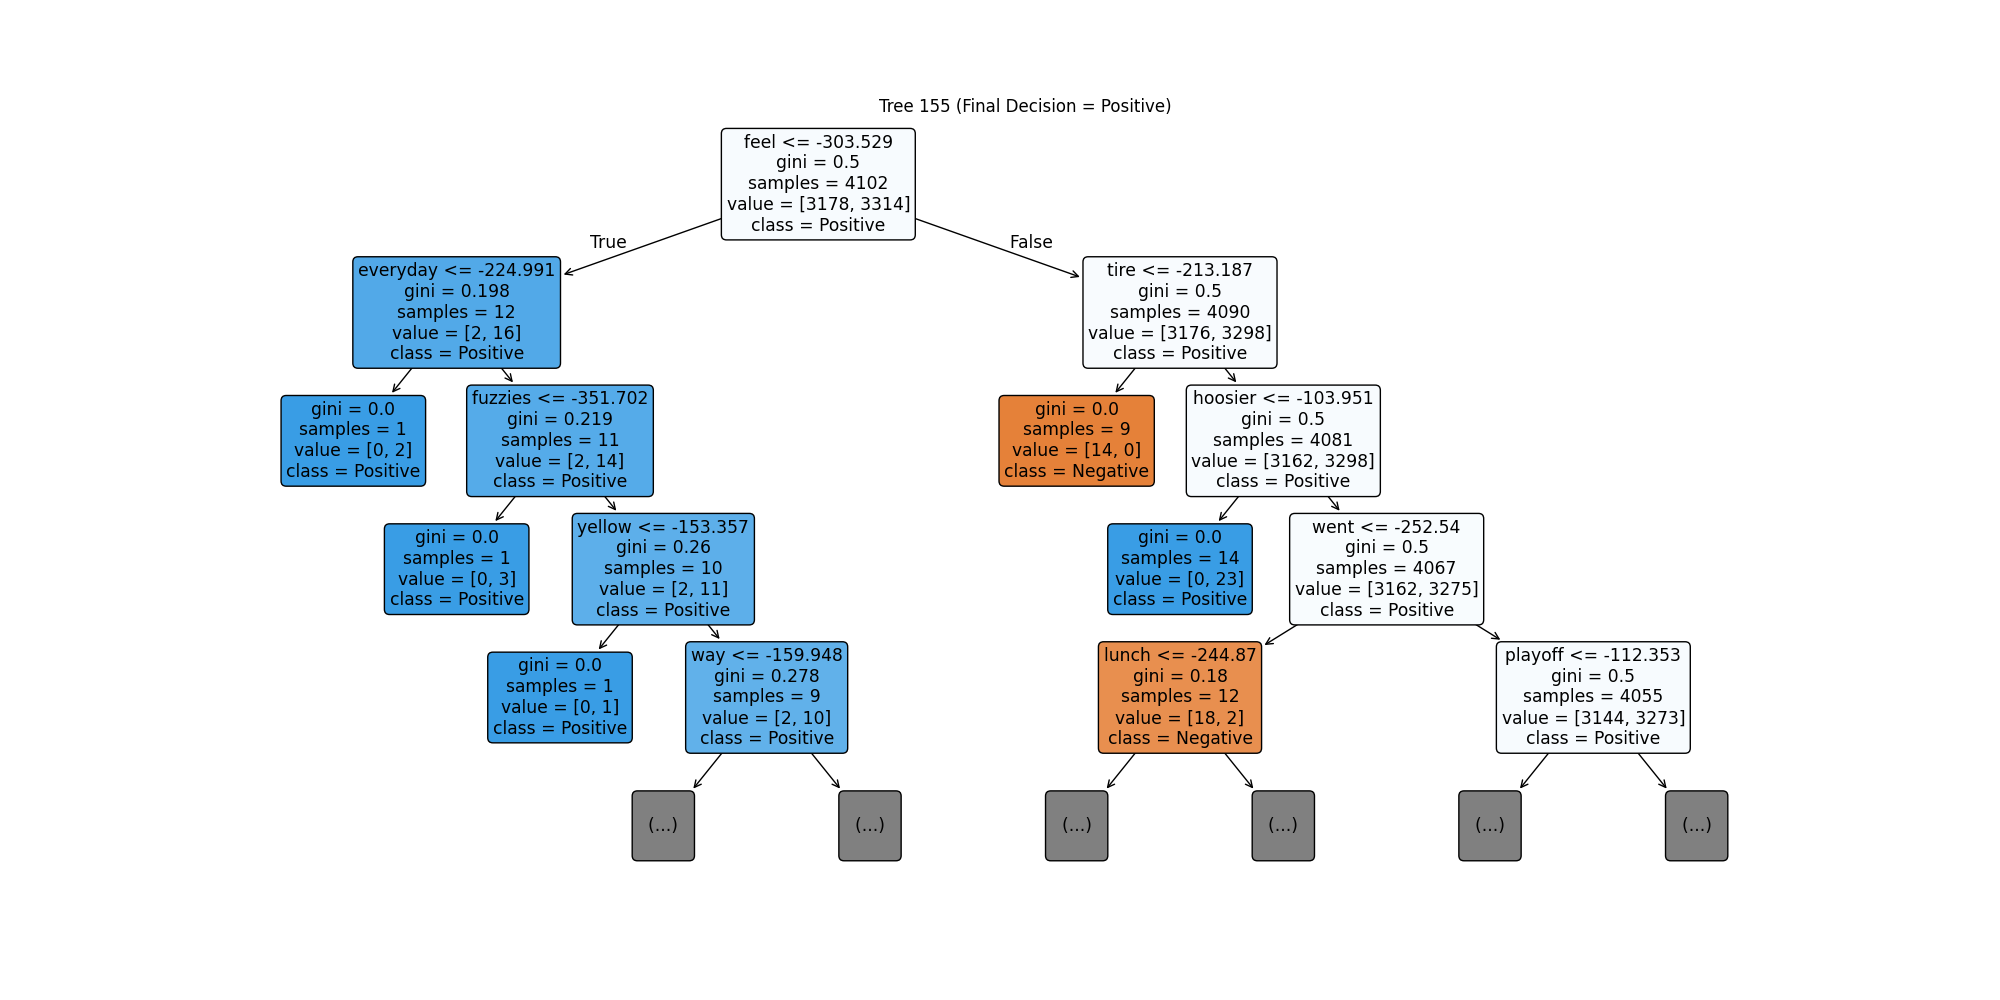 Tree 155 (Final Decision = Positive)
feel <= -303.529
gini = 0.5
samples = 4102
value = [3178, 3314]
class = Positive
True
False
everyday <= -224.991
gini = 0.198
samples = 12
value = [2, 16]
class = Positive
tire <= -213.187
gini = 0.5
samples = 4090
value = [3176, 3298]
class = Positive
gini = 0.0
samples = 1
value = [0, 2]
class = Positive
fuzzies <= -351.702
gini = 0.219
samples = 11
value = [2, 14]
class = Positive
gini = 0.0
samples = 9
value = [14, 0]
class = Negative
hoosier <= -103.951
gini = 0.5
samples = 4081
value = [3162, 3298]
class = Positive
gini = 0.0
samples = 1
value = [0, 3]
class = Positive
yellow <= -153.357
gini = 0.26
samples = 10
value = [2, 11]
class = Positive
gini = 0.0
samples = 14
value = [0, 23]
class = Positive
went <= -252.54
gini = 0.5
samples = 4067
value = [3162, 3275]
class = Positive
gini = 0.0
samples = 1
value = [0, 1]
class = Positive
way <= -159.948
gini = 0.278
samples = 9
value = [2, 10]
class = Positive
lunch <= -244.87
gini = 0.18
samples = 12
value = [18, 2]
class = Negative
playoff <= -112.353
gini = 0.5
samples = 4055
value = [3144, 3273]
class = Positive
(...)
(...)
(...)
(...)
(...)
(...)